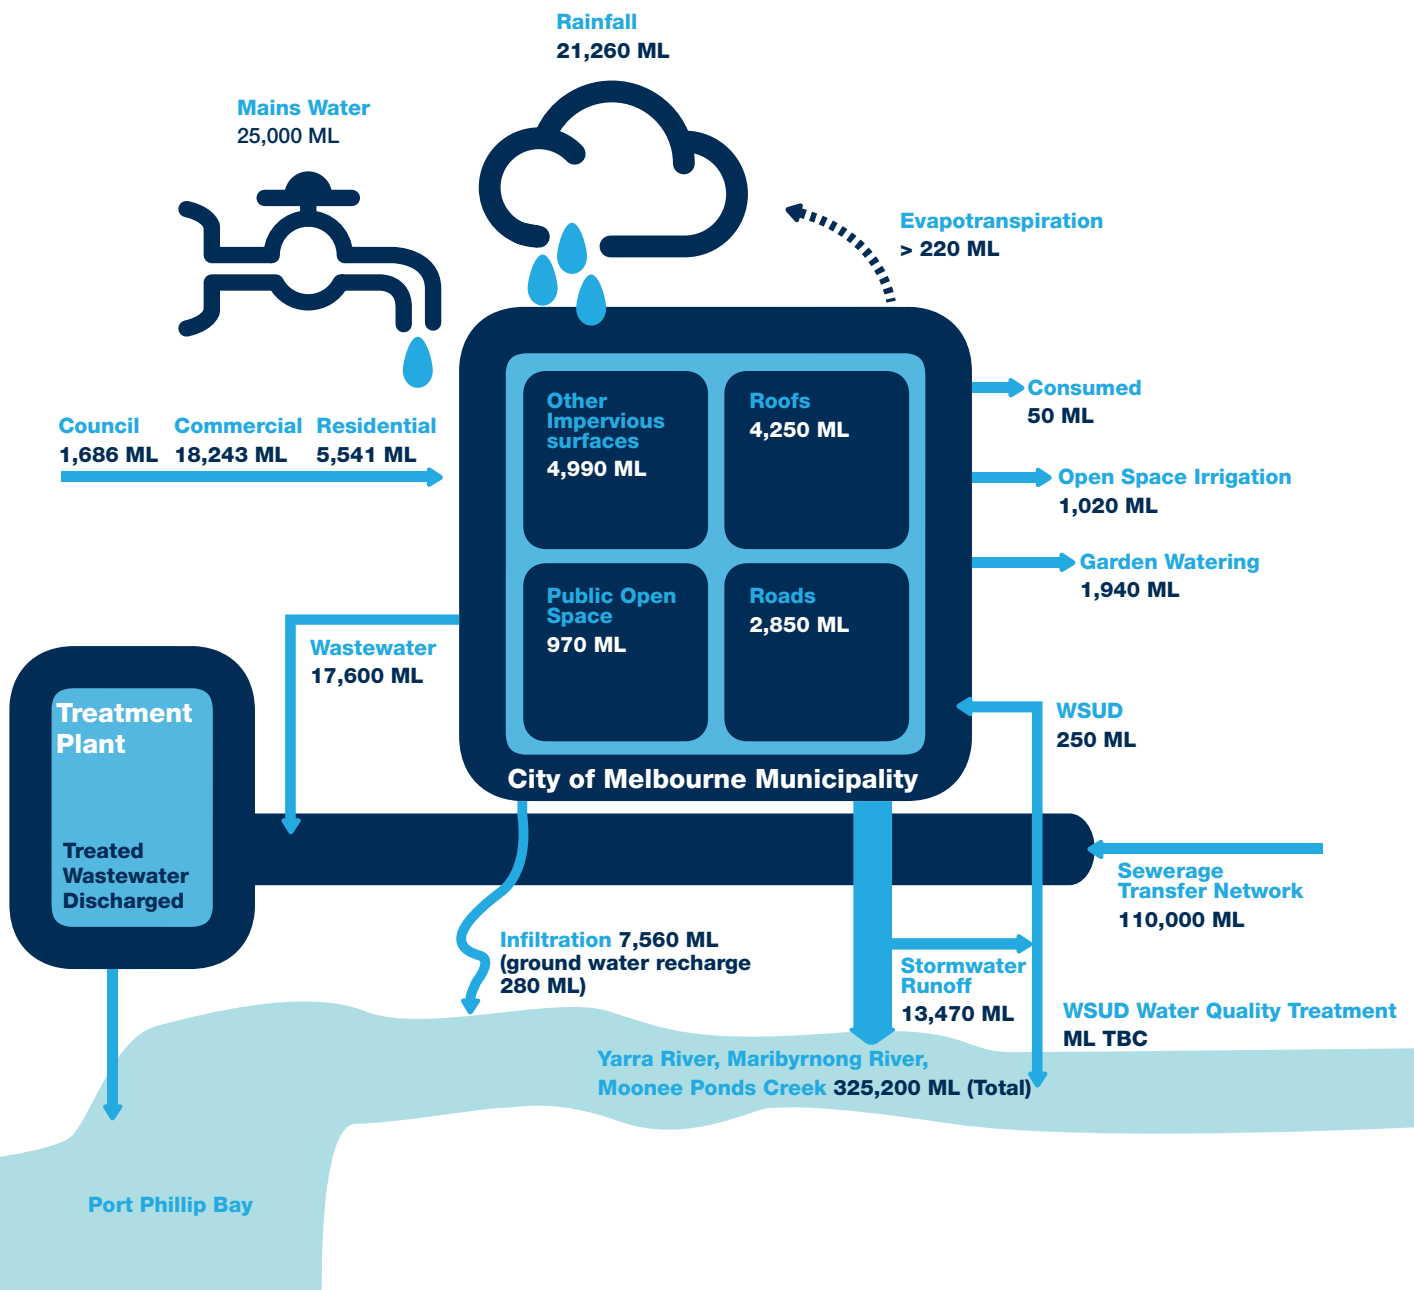 Rainfall
21,260 ML
Mains Water
25,000 ML
Evapotranspiration
> 220 ML
Council
1,686 ML
Commercial
18,243 ML
Residential
5,541 ML
Other
Impervious
surfaces
4,990 ML
Roofs
4,250 ML
Public Open
Space
970 ML
Roads
2,850 ML
City of Melbourne Municipality
Consumed
50 ML
Open Space Irrigation
1,020 ML
Garden Watering
1,940 ML
Wastewater
17,600 ML
WSUD
250 ML
Treatment
Plant
Treated
Wastewater
Discharged
Sewerage
Transfer Network
110,000 ML
Infiltration 7,560 ML
(ground water recharge
280 ML)
Stormwater
Runoff
13,470 ML
WSUD Water Quality Treatment
ML TBC
Yarra River, Maribyrnong River,
Moonee Ponds Creek 325,200 ML (Total)
Port Phillip Bay